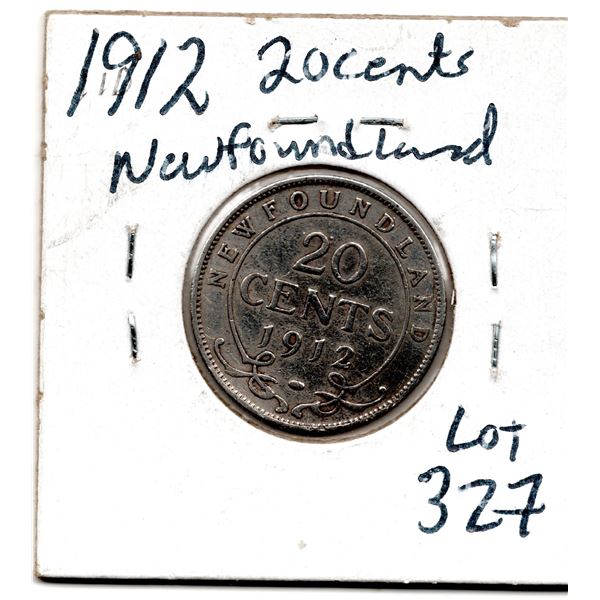 1912 20cents
Newfoundland
NEWFOUNDLAND
20
CENTS
1912
LOT
327